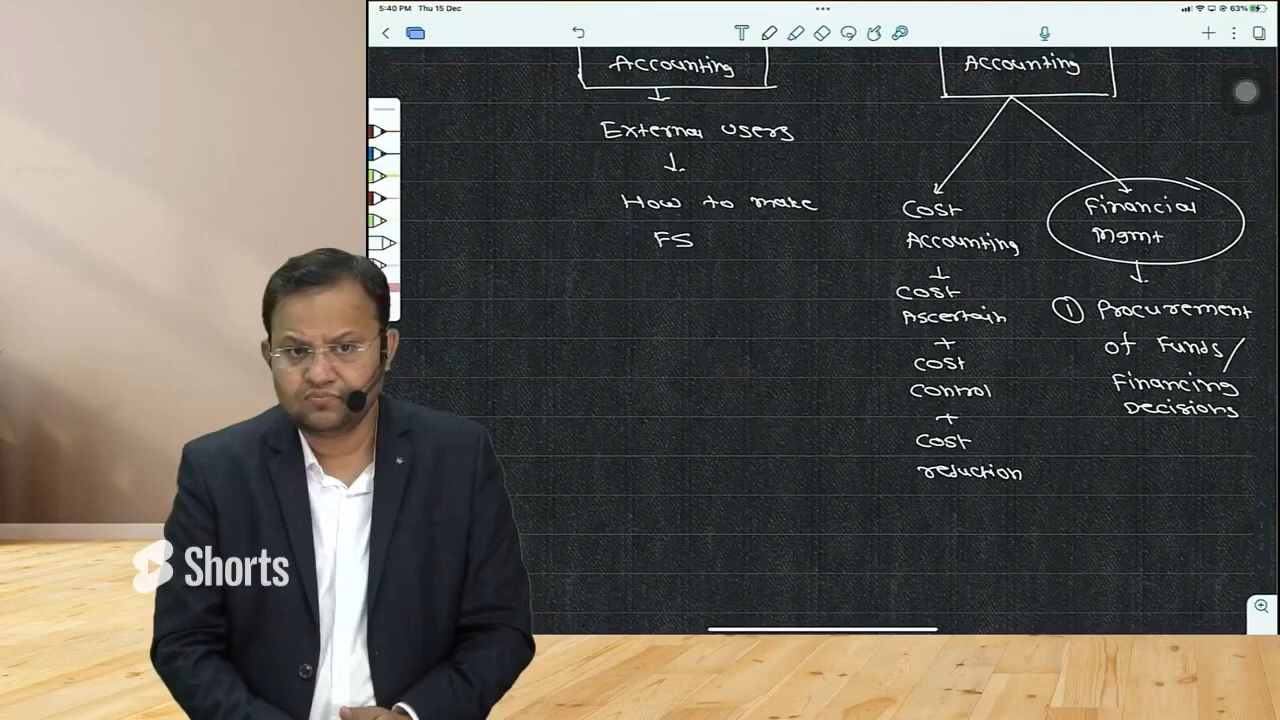 5:40 PM Thu 15 Dec
63%
T
Accounting
External users
How to make
FS
Accounting
Cost
Accounting
Cost
Ascertain
+
Cost
Control
+
Cost
reduction
Financial
Mgmt
① Procurement
of Funds/
Financing
Decisions
Shorts